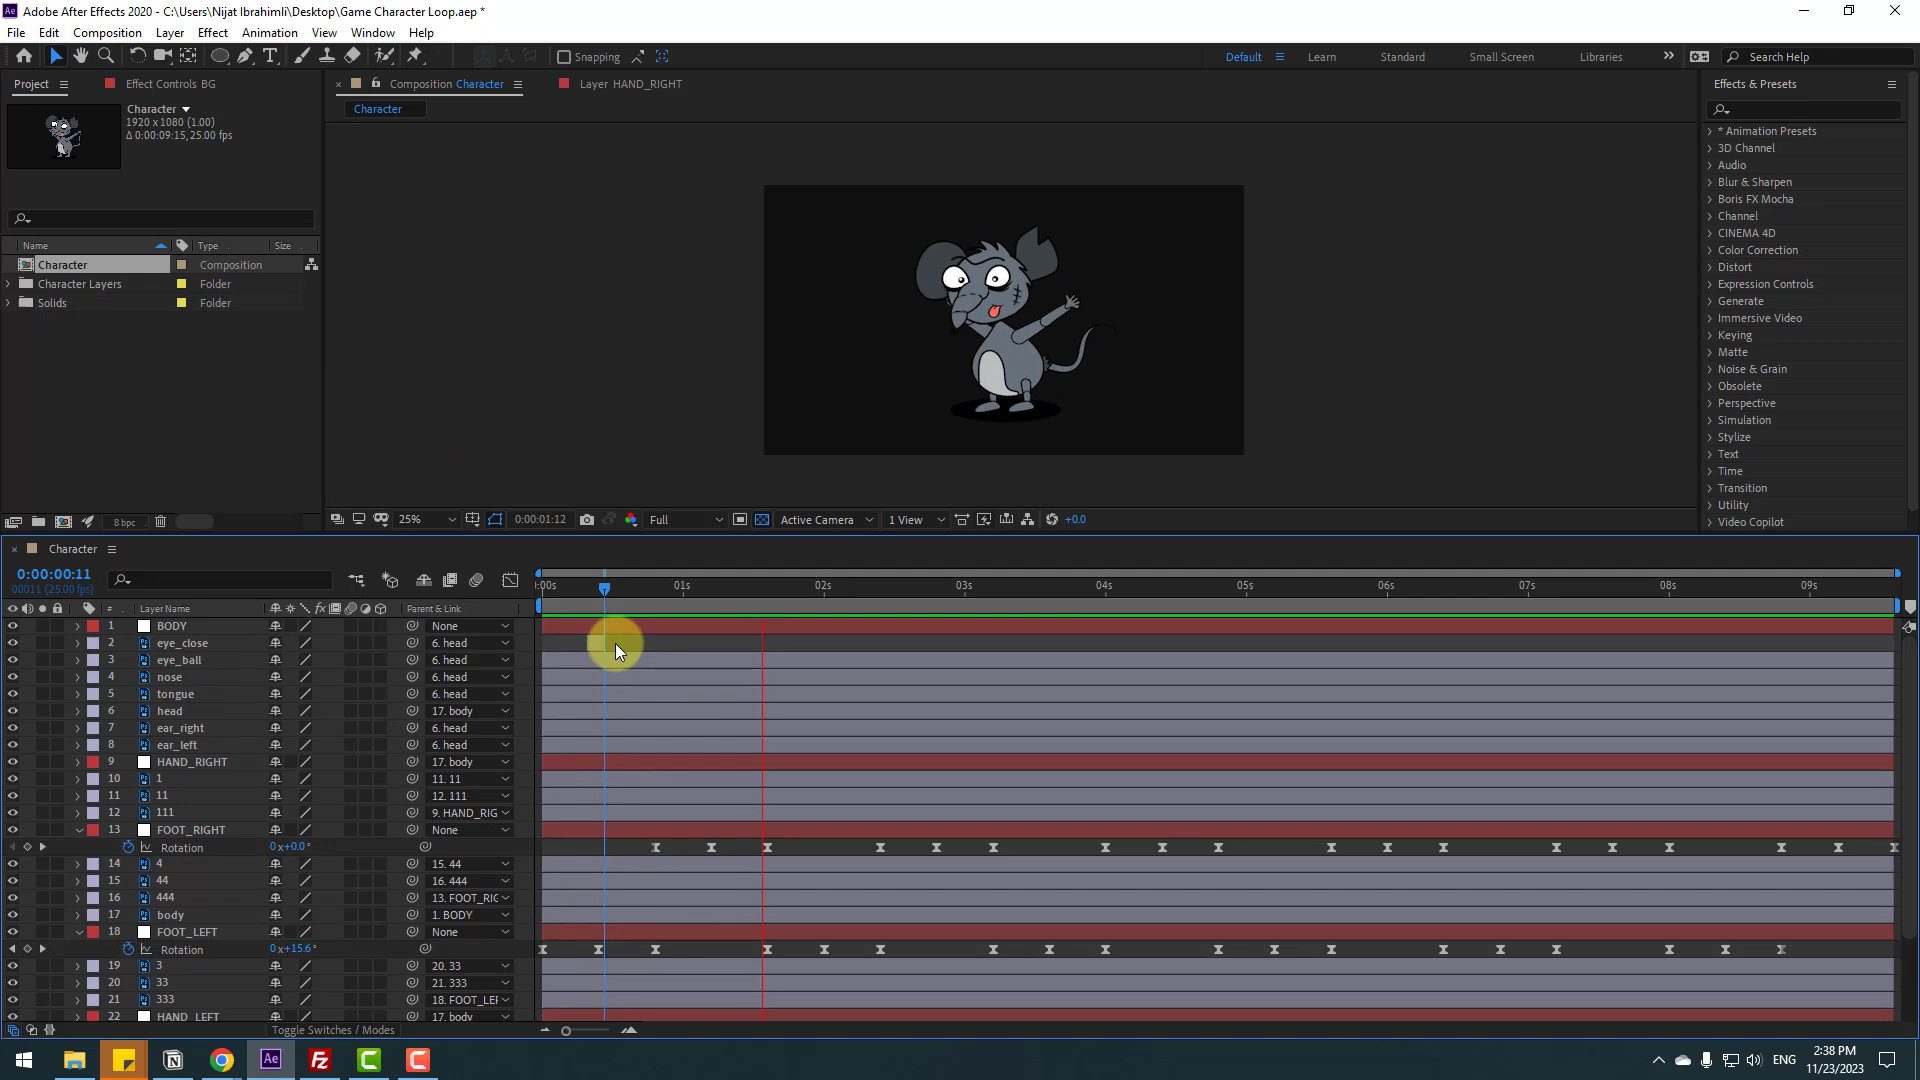 Adobe After Effects 2020 - C:\Users\Nijat Ibrahimli\Desktop\Game Character Loop.aep *
File Edit Composition Layer Effect Animation View Window Help
Snapping Default Learn Standard Small Screen Libraries Search Help
Project Effect Controls BG Composition Character Layer HAND_RIGHT Effects & Presets
Character
1920 x 1080 (1.00)
Δ 0:00:09:15, 25.00 fps
Character
Name Type Size
Character Composition
Character Layers Folder
Solids Folder
* Animation Presets
3D Channel
Audio
Blur & Sharpen
Boris FX Mocha
Channel
CINEMA 4D
Color Correction
Distort
Expression Controls
Generate
Immersive Video
Keying
Matte
Noise & Grain
Obsolete
Perspective
Simulation
Stylize
Text
Time
Transition
Utility
Video Copilot
8 bpc 25% 0:00:01:12 Full Active Camera 1 View +0.0
Character
0:00:00:11
00011 (25.00 fps)
:00s 01s 02s 03s 04s 05s 06s 07s 08s 09s
# Layer Name Parent & Link
1 BODY None
2 eye_close 6. head
3 eye_ball 6. head
4 nose 6. head
5 tongue 6. head
6 head 17. body
7 ear_right 6. head
8 ear_left 6. head
9 HAND_RIGHT 17. body
10 1 11. 11
11 11 12. 111
12 111 9. HAND_RIG
13 FOOT_RIGHT None
Rotation 0x+0.0°
14 4 15. 44
15 44 16. 444
16 444 13. FOOT_RIG
17 body 1. BODY
18 FOOT_LEFT None
Rotation 0x+15.6°
19 3 20. 33
20 33 21. 333
21 333 18. FOOT_LEF
22 HAND_LEFT 17. body
Toggle Switches / Modes
ENG 2:38 PM
11/23/2023